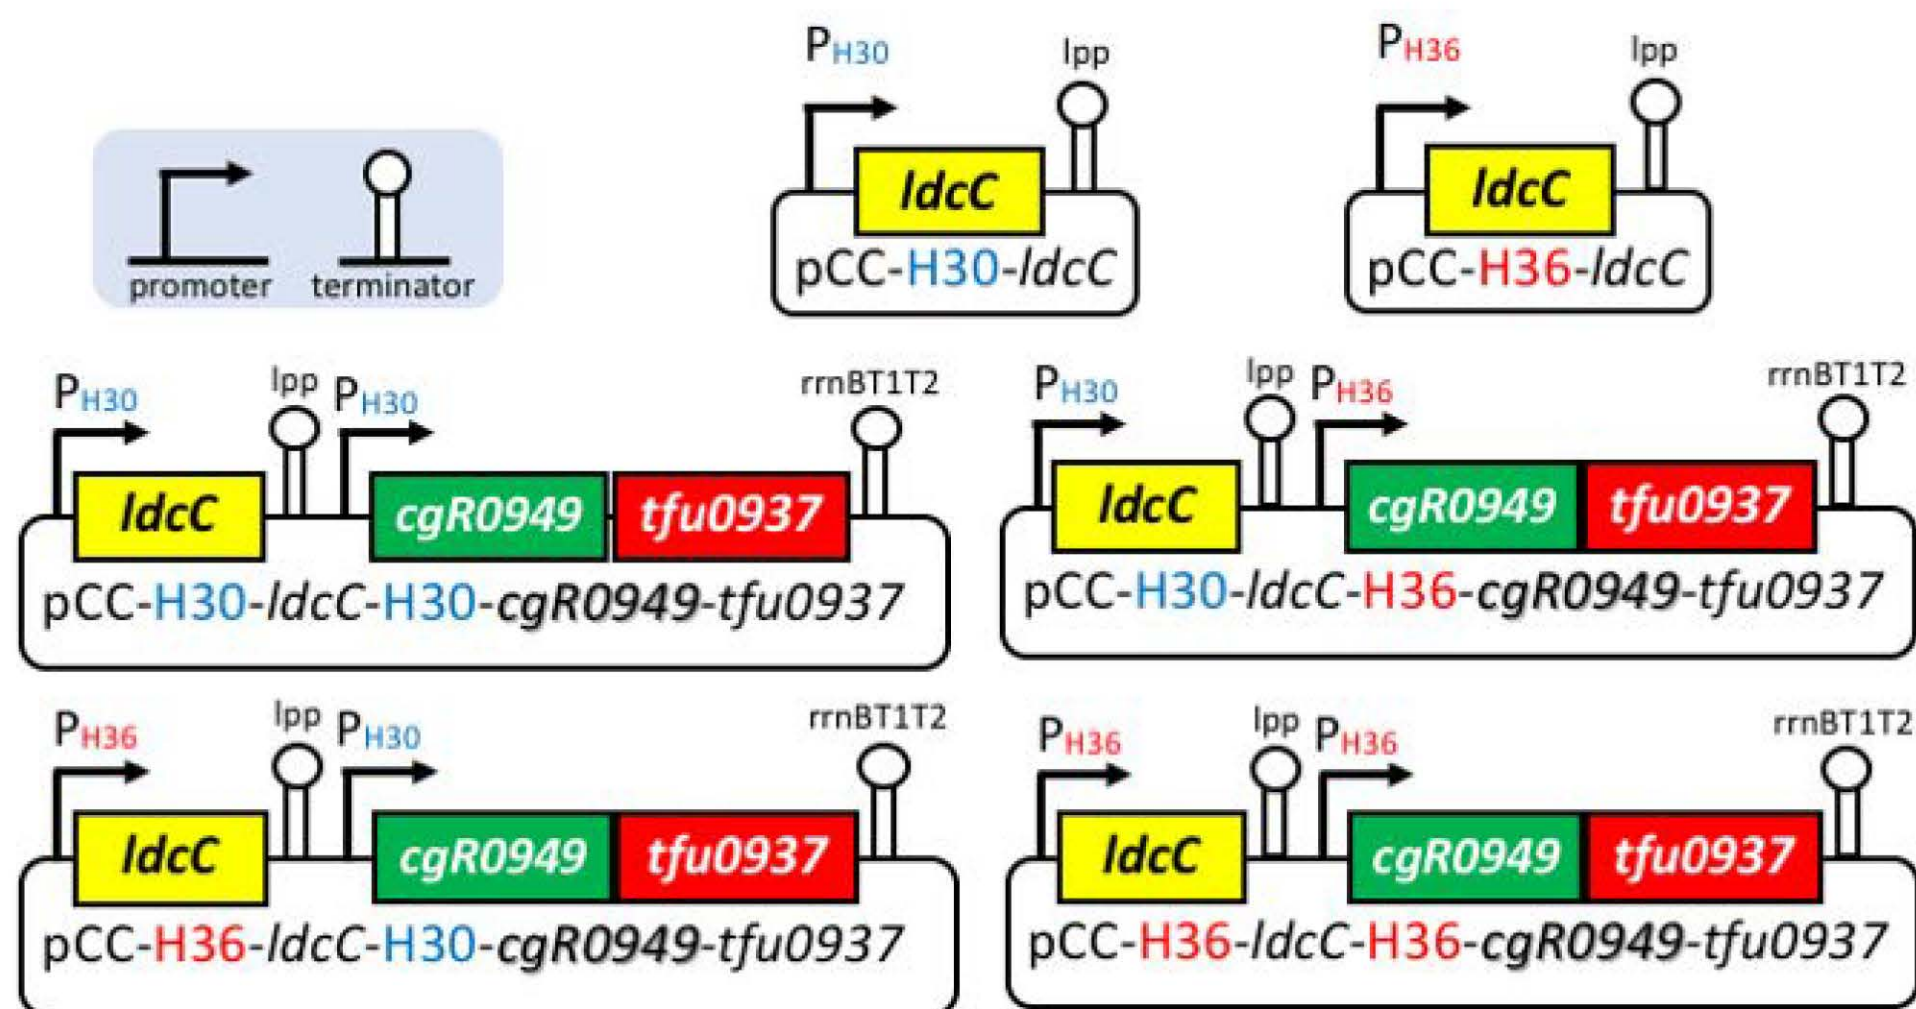 promoter terminator
PH30 lpp
ldcC
pCC-H30-ldcC
PH36 lpp
ldcC
pCC-H36-ldcC
PH30 lpp PH30 rrnBT1T2
ldcC cgR0949 tfu0937
pCC-H30-ldcC-H30-cgR0949-tfu0937
PH30 lpp PH36 rrnBT1T2
ldcC cgR0949 tfu0937
pCC-H30-ldcC-H36-cgR0949-tfu0937
PH36 lpp PH30 rrnBT1T2
ldcC cgR0949 tfu0937
pCC-H36-ldcC-H30-cgR0949-tfu0937
PH36 lpp PH36 rrnBT1T2
ldcC cgR0949 tfu0937
pCC-H36-ldcC-H36-cgR0949-tfu0937